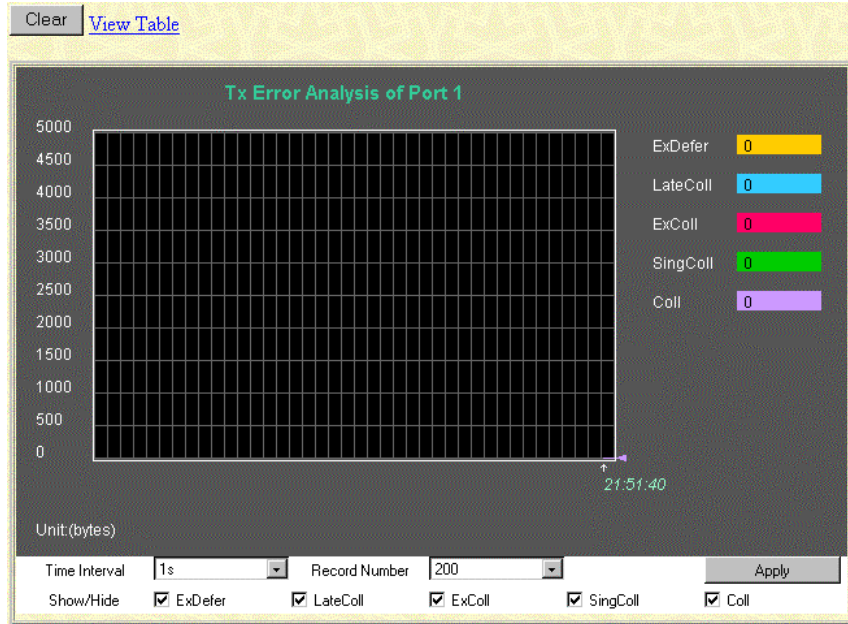 Clear View Table
Tx Error Analysis of Port 1
5000
4500
4000
3500
3000
2500
2000
1500
1000
500
0
ExDefer 0
LateColl 0
ExColl 0
SingColl 0
Coll 0
21:51:40
Unit:(bytes)
Time Interval 1s Record Number 200 Apply
Show/Hide ExDefer LateColl ExColl SingColl Coll